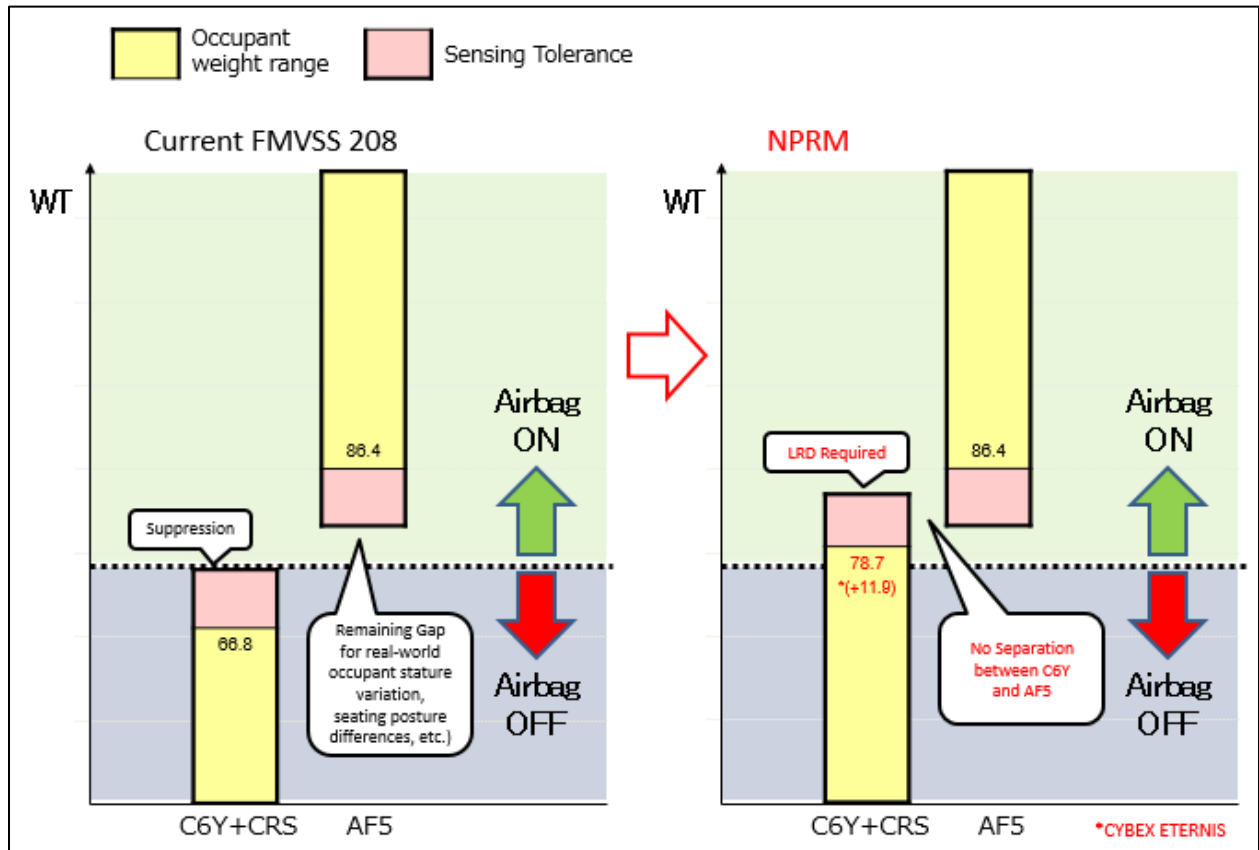 Occupant
weight range
Sensing Tolerance
Current FMVSS 208
WT
86.4
Airbag
ON
Suppression
66.8
Remaining Gap
for real-world
occupant stature
variation,
seating posture
differences, etc.)
Airbag
OFF
C6Y+CRS
AF5
NPRM
WT
86.4
Airbag
ON
LRD Required
78.7
*(+11.9)
No Separation
between C6Y
and AF5
Airbag
OFF
C6Y+CRS
AF5
*CYBEX ETERNIS